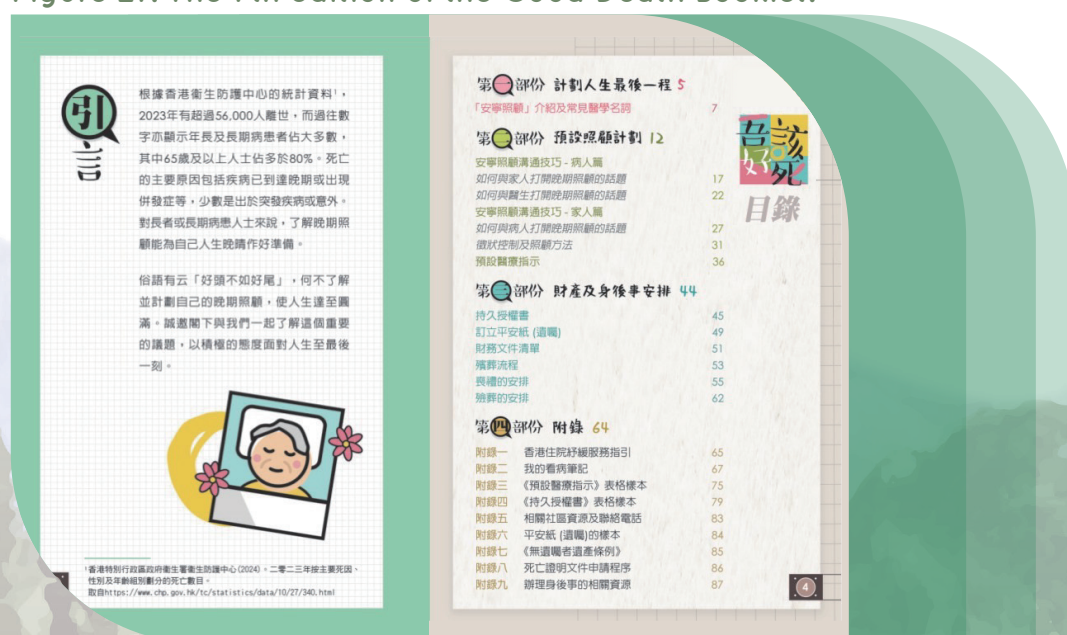 Figure 21: The 7th edition of the Good Death Booklet.
引言
根據香港衞生防護中心的統計資料¹，
2023年有超過56,000人離世，而過往數
字亦顯示年長及長期病患者佔大多數，
其中65歲及以上人士佔多於80%。死亡
的主要原因包括疾病已到達晚期或出現
併發症等，少數是出於突發疾病或意外。
對長者或長期病患人士來說，了解晚期照
顧能為自己人生晚晴作好準備。
俗語有云「好頭不如好尾」，何不了解
並計劃自己的晚期照顧，使人生達至圓
滿。誠邀閣下與我們一起了解這個重要
的議題，以積極的態度面對人生至最後
一刻。
¹香港特別行政區政府衞生署衞生防護中心(2024)。二零二三年按主要死因、
性別及年齡組別劃分的死亡數目。
取自https://www.chp.gov.hk/tc/statistics/data/10/27/340.html
吾該好死
目錄
第一部份 計劃人生最後一程 5
「安寧照顧」介紹及常見醫學名詞 7
第二部份 預設照顧計劃 12
安寧照顧溝通技巧 - 病人篇
如何與家人打開晚期照顧的話題 17
如何與醫生打開晚期照顧的話題 22
安寧照顧溝通技巧 - 家人篇
如何與病人打開晚期照顧的話題 27
徵狀控制及照顧方法 31
預設醫療指示 36
第三部份 財產及身後事安排 44
持久授權書 45
訂立平安紙 (遺囑) 49
財務文件清單 51
殯葬流程 53
喪禮的安排 55
殮葬的安排 62
第四部份 附錄 64
附錄一 香港住院紓緩服務指引 65
附錄二 我的看病筆記 67
附錄三 《預設醫療指示》表格樣本 75
附錄四 《持久授權書》表格樣本 79
附錄五 相關社區資源及聯絡電話 83
附錄六 平安紙 (遺囑)的樣本 84
附錄七 《無遺囑者遺產條例》 85
附錄八 死亡證明文件申請程序 86
附錄九 辦理身後事的相關資源 87
4